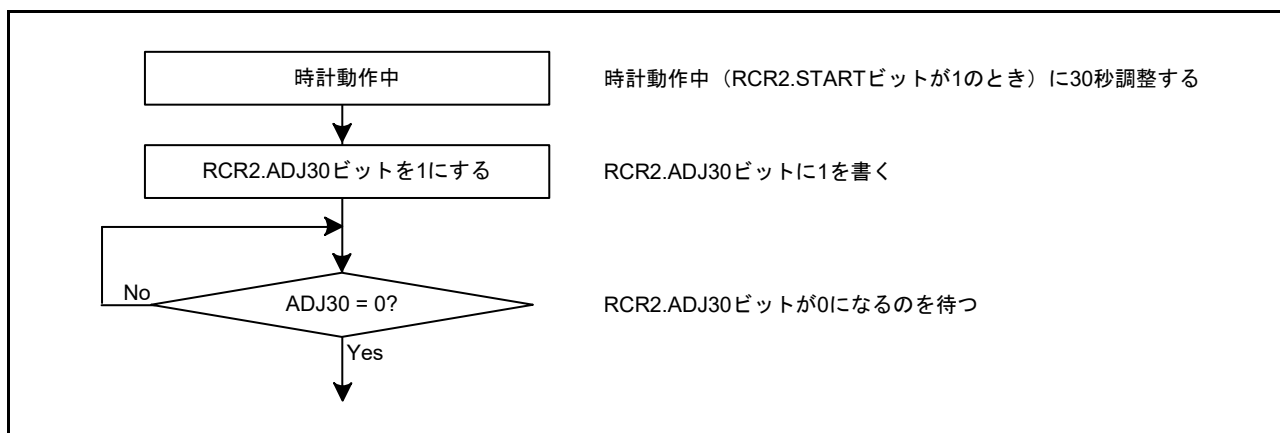 時計動作中
時計動作中（RCR2.STARTビットが1のとき）に30秒調整する
RCR2.ADJ30ビットを1にする
RCR2.ADJ30ビットに1を書く
No
ADJ30 = 0?
RCR2.ADJ30ビットが0になるのを待つ
Yes